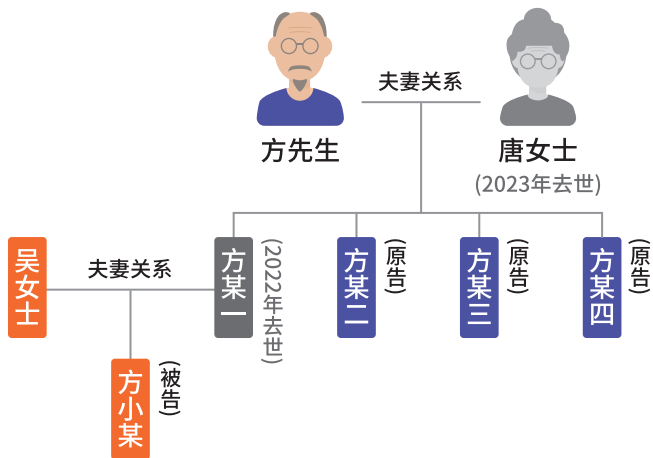 夫妻关系
方先生
唐女士
(2023年去世)
吴女士
夫妻关系
方某一
(2022年去世)
方某二
(原告)
方某三
(原告)
方某四
(原告)
方小某
(被告)